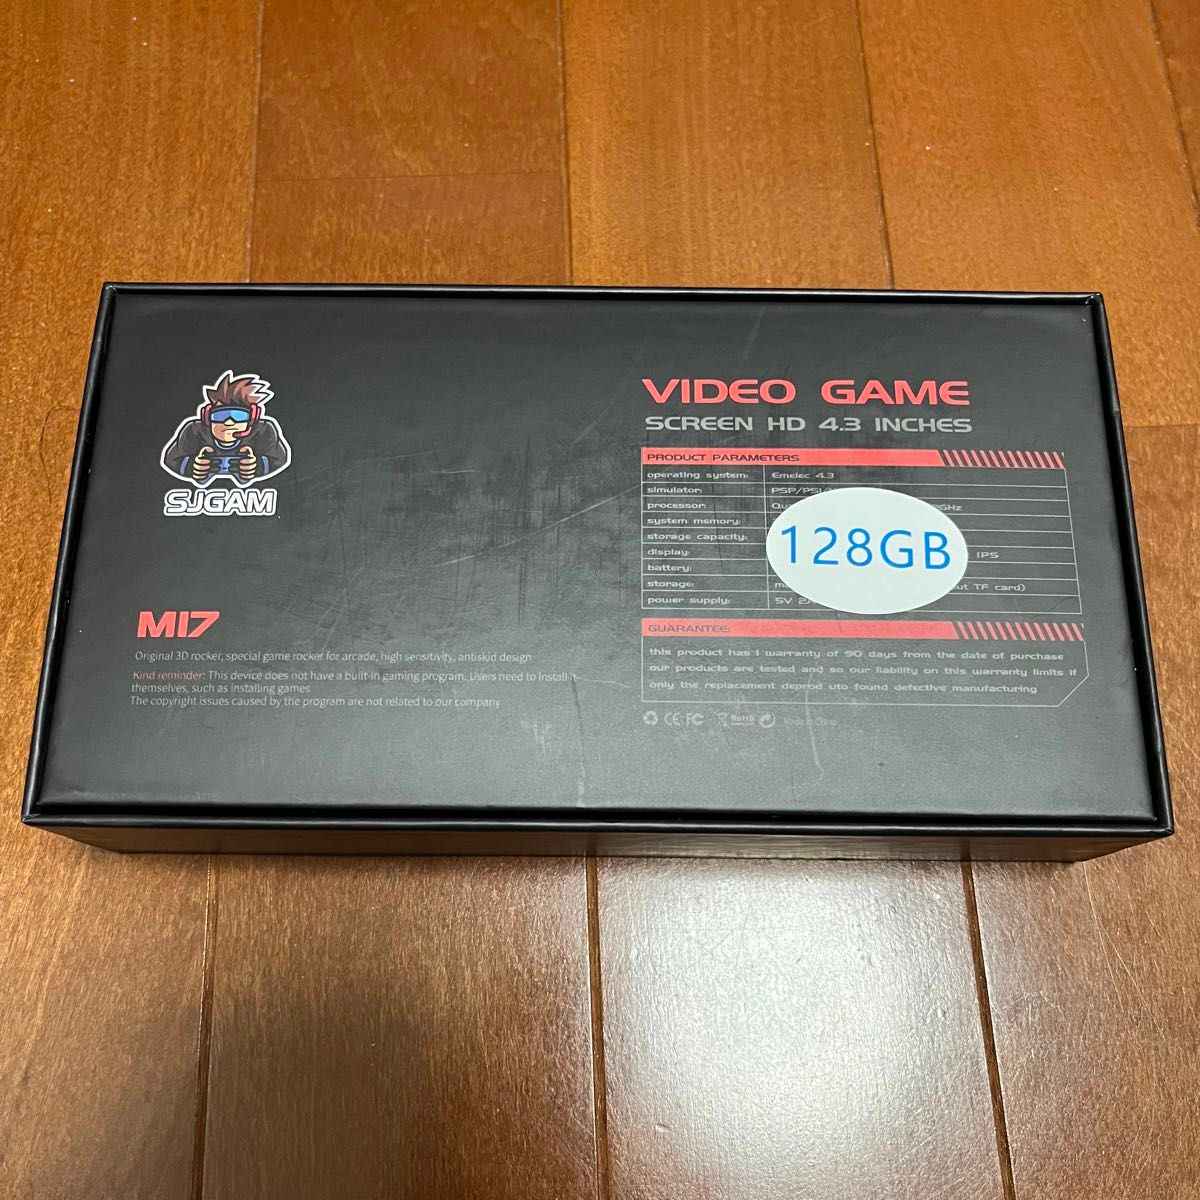 SJGAM
M17
Original 3D rocker, special game rocker for arcade, high sensitivity, antiskid design
Kind reminder: This device does not have a built-in gaming program. Users need to install it
themselves, such as installing games
The copyright issues caused by the program are not related to our company
VIDEO GAME
SCREEN HD 4.3 INCHES
PRODUCT PARAMETERS
operating system: Emelec 4.3
simulator: PSP/PS1/
processor:
system memory:
storage capacity:
display: IPS
battery:
storage: TF card)
power supply: 5V
128GB
GUARANTEE:
this product has 1 warranty of 90 days from the date of purchase
our products are tested and so our liability on this warranty limits if
only the replacement deprod uto found defective manufacturing
CE FC RoHS Made in China